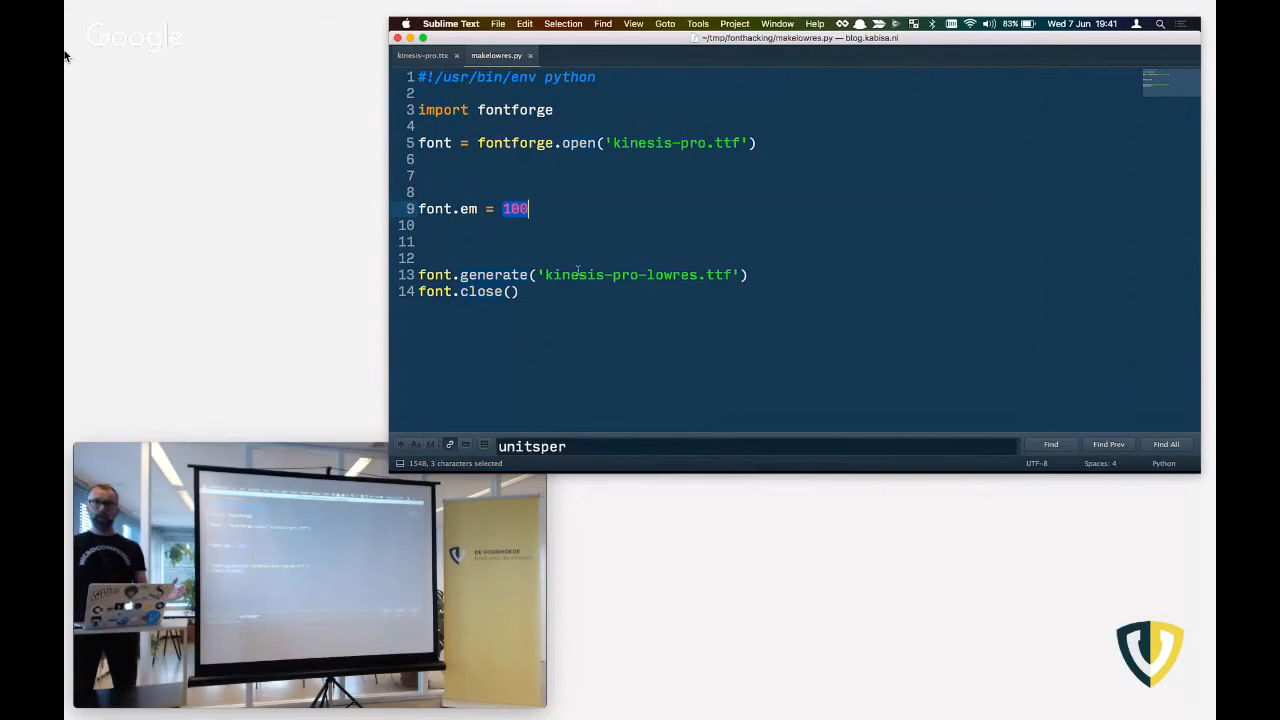 Google
Sublime Text File Edit Selection Find View Goto Tools Project Window Help 83% Wed 7 Jun 19:41
~/tmp/fonthacking/makelowres.py — blog.kabisa.nl
kinesis-pro.ttx × makelowres.py ×
1 #!/usr/bin/env python
2
3 import fontforge
4
5 font = fontforge.open('kinesis-pro.ttf')
6
7
8
9 font.em = 100
10
11
12
13 font.generate('kinesis-pro-lowres.ttf')
14 font.close()
unitsper Find Find Prev Find All
1548, 3 characters selected UTF-8 Spaces: 4 Python
DE VOORHOEDE